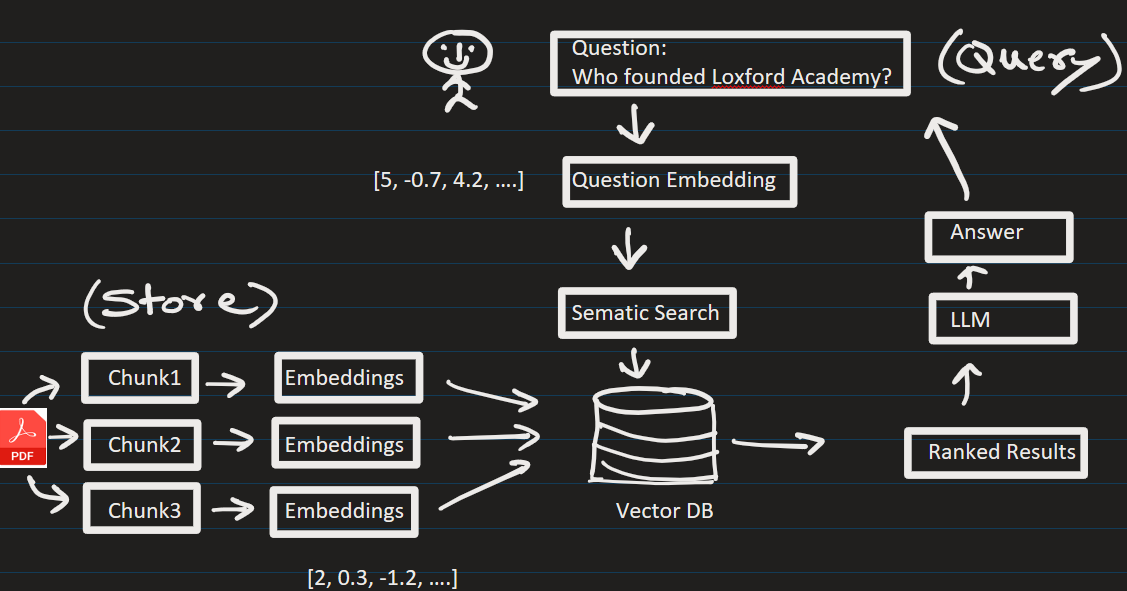 Question:
Who founded Loxford Academy?
(Query)
[5, -0.7, 4.2, ....]
Question Embedding
Answer
(Store)
Sematic Search
LLM
Chunk1
Embeddings
Chunk2
Embeddings
PDF
Ranked Results
Chunk3
Embeddings
Vector DB
[2, 0.3, -1.2, ....]